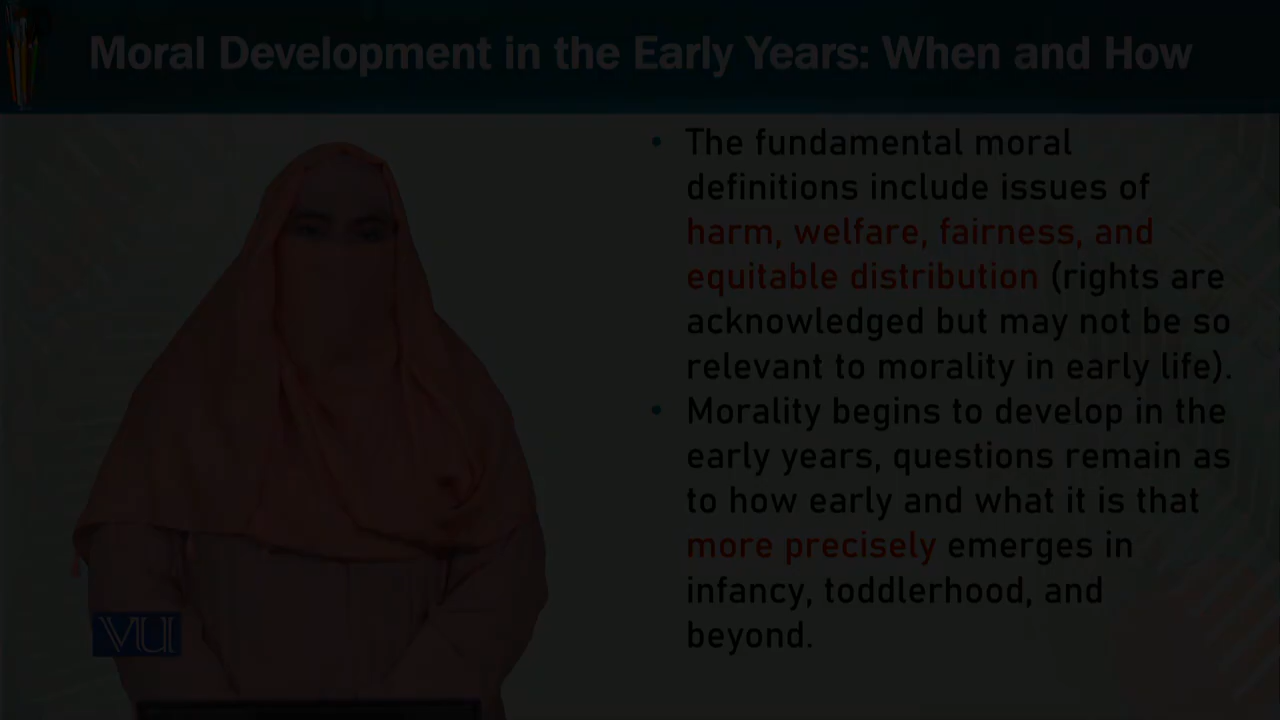 Moral Development in the Early Years: When and How
• The fundamental moral
definitions include issues of
harm, welfare, fairness, and
equitable distribution (rights are
acknowledged but may not be so
relevant to morality in early life).
• Morality begins to develop in the
early years, questions remain as
to how early and what it is that
more precisely emerges in
infancy, toddlerhood, and
beyond.
VU